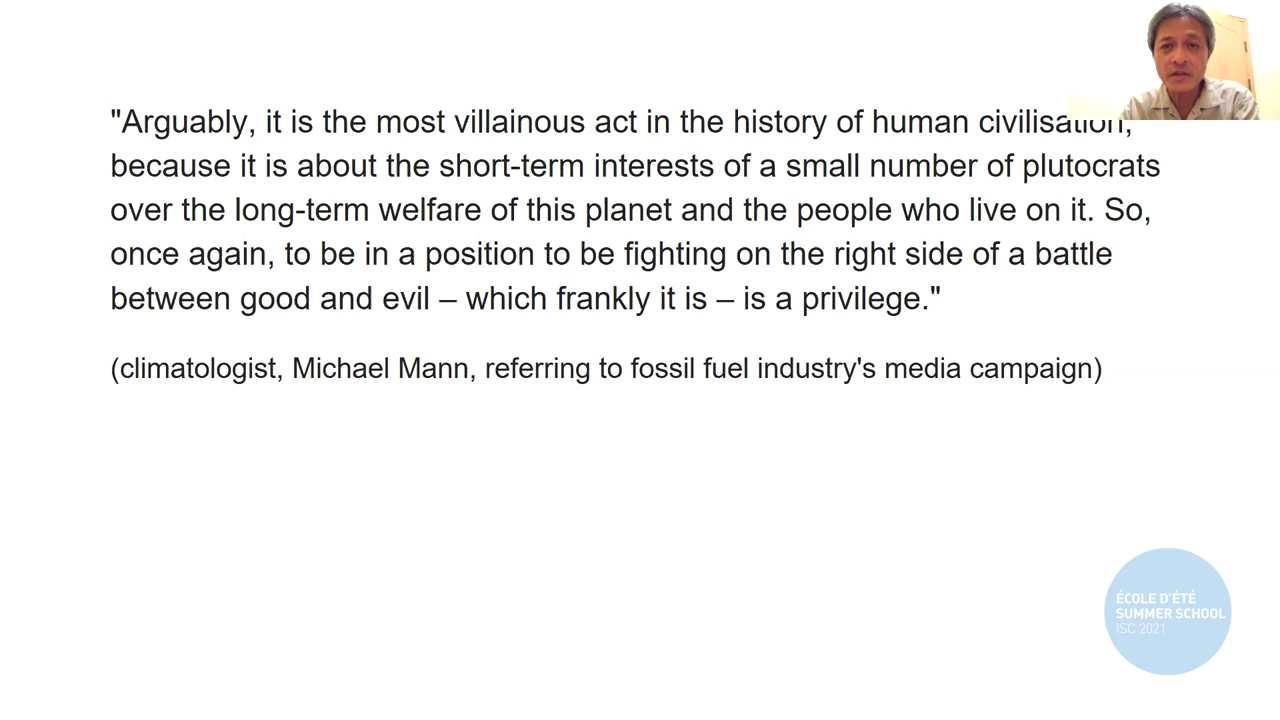 "Arguably, it is the most villainous act in the history of human civilisation,
because it is about the short-term interests of a small number of plutocrats
over the long-term welfare of this planet and the people who live on it. So,
once again, to be in a position to be fighting on the right side of a battle
between good and evil – which frankly it is – is a privilege."
(climatologist, Michael Mann, referring to fossil fuel industry's media campaign)
ÉCOLE D'ÉTÉ
SUMMER SCHOOL
ISC 2021